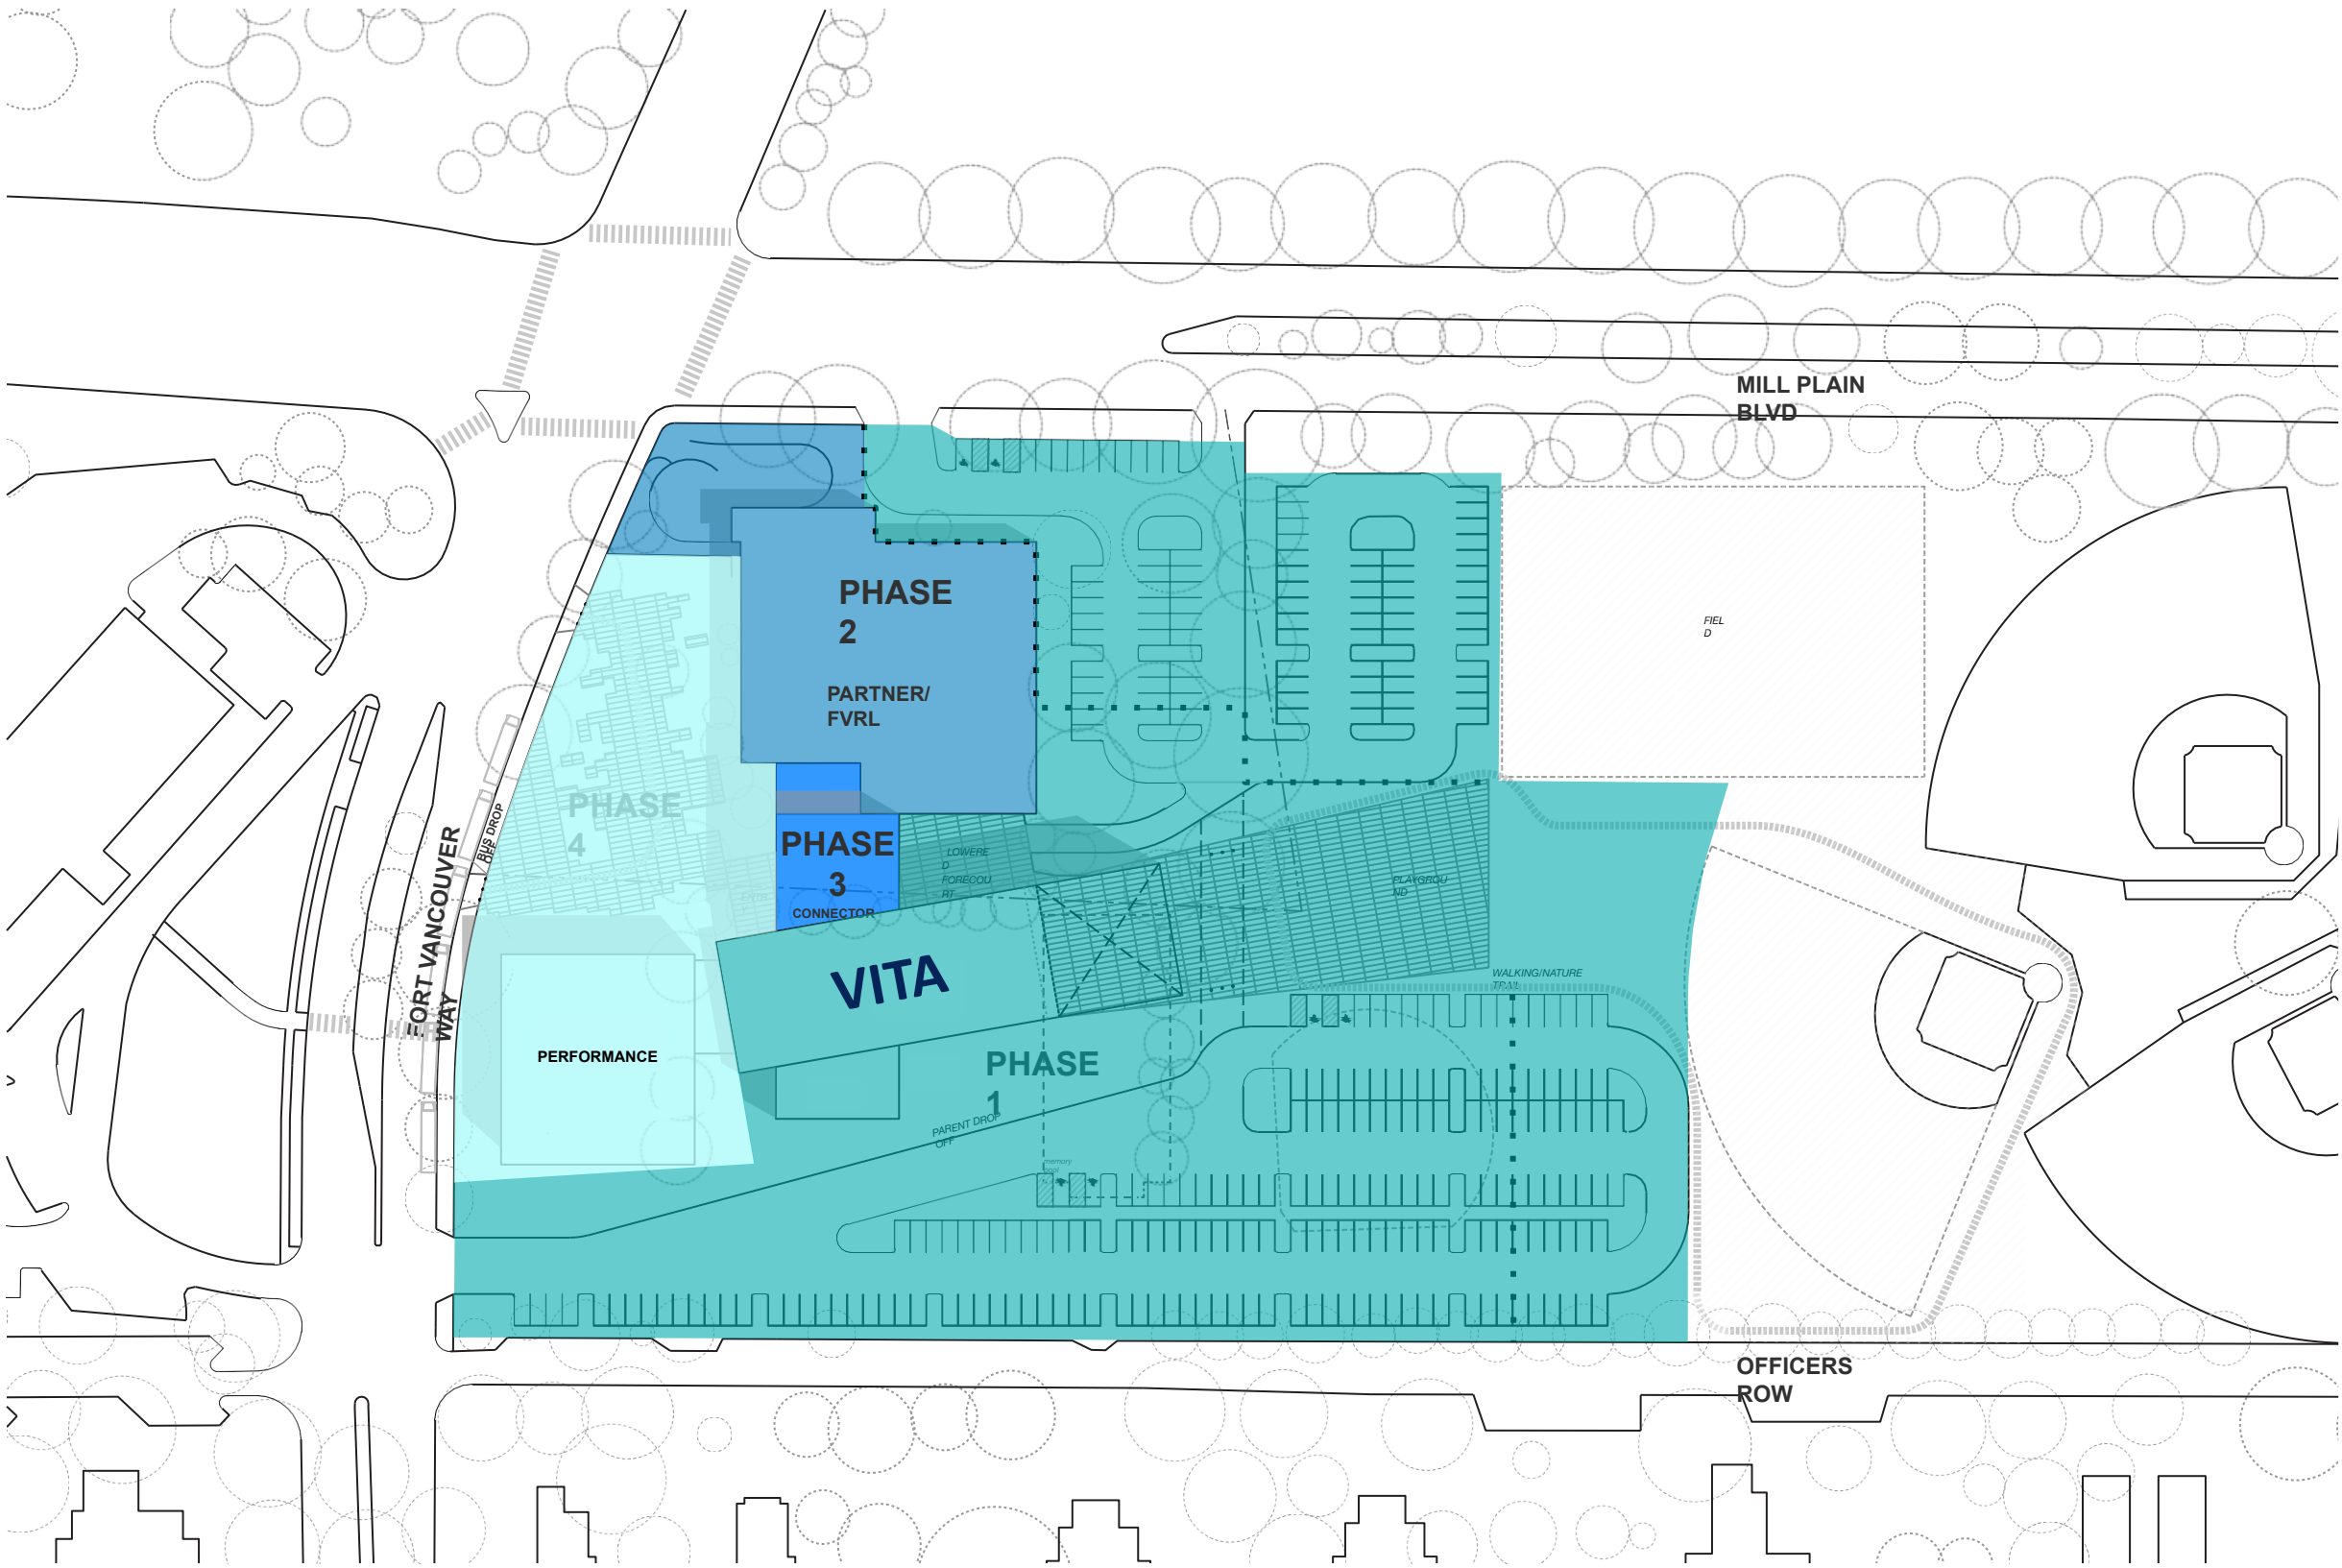 MILL PLAIN
BLVD
PHASE
2
FIEL
D
PARTNER/
FVRL
PHASE
4
BUS DROP
OFF
FORT VANCOUVER
WAY
PHASE
3
CONNECTOR
LOWERE
D
FORECOU
RT
PLAYGROU
ND
VITA
WALKING/NATURE
TRAIL
PERFORMANCE
PHASE
1
PARENT DROP
OFF
memory
OFFICERS
ROW